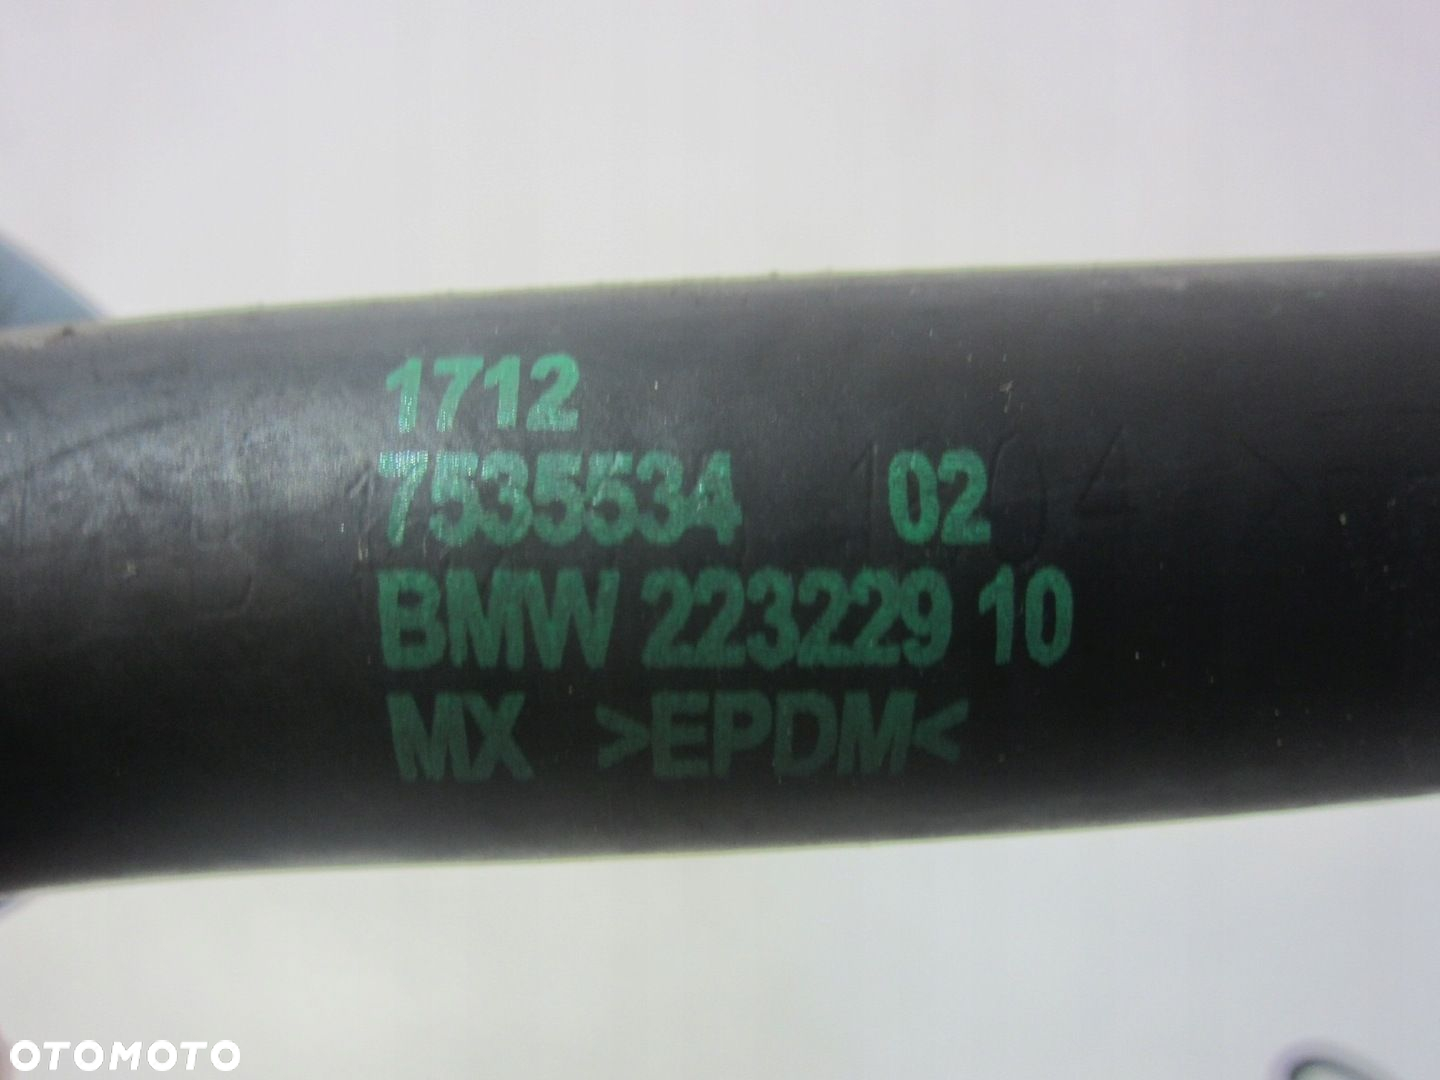 1712
7535534 02
BMW 223229 10
MX >EPDM<
OTOMOTO